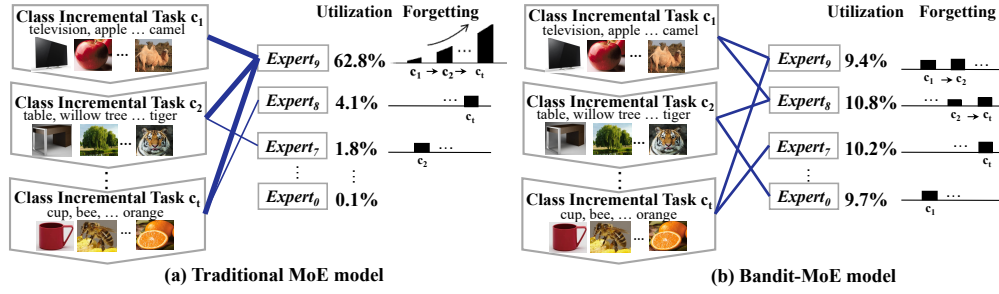 Class Incremental Task c1
television, apple … camel
...
Class Incremental Task c2
table, willow tree … tiger
...
Class Incremental Task ct
cup, bee, … orange
...
Utilization Forgetting
Expert9 62.8%
c1 → c2 → ct
...
Expert8 4.1%
...
ct
Expert7 1.8%
...
c2
Expert0 0.1%
(a) Traditional MoE model
Class Incremental Task c1
television, apple … camel
...
Class Incremental Task c2
table, willow tree … tiger
...
Class Incremental Task ct
cup, bee, … orange
...
Utilization Forgetting
Expert9 9.4%
...
c1 → c2
Expert8 10.8%
...
c2 → ct
Expert7 10.2%
...
ct
Expert0 9.7%
...
c1
(b) Bandit-MoE model